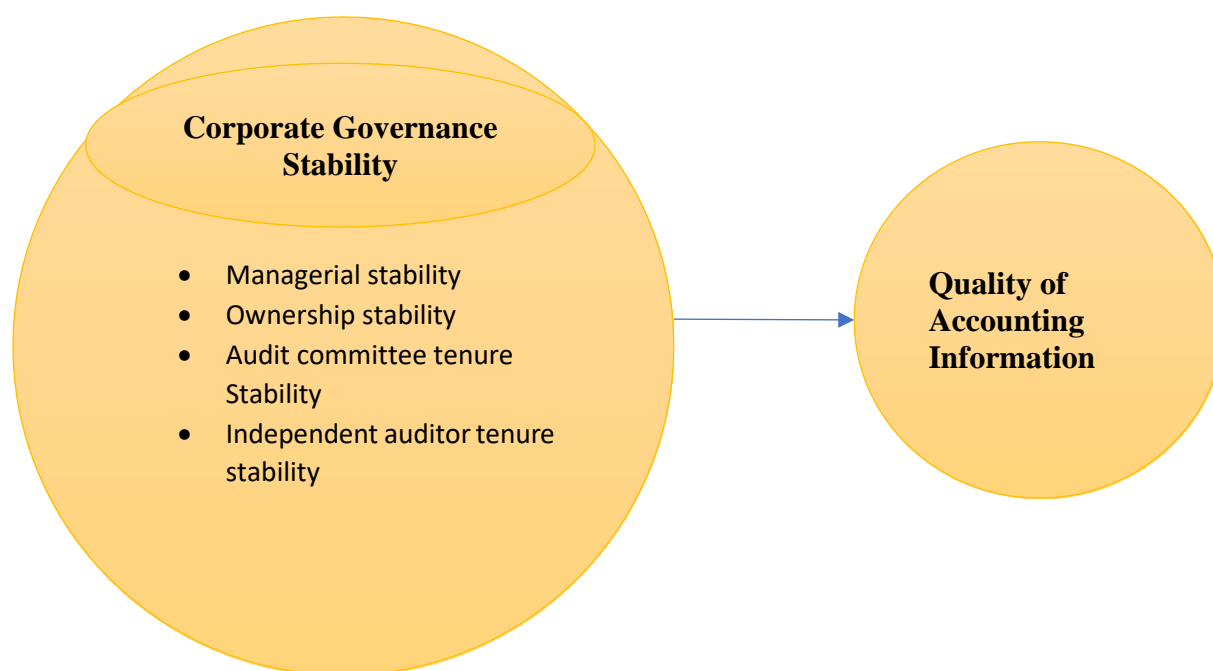 Corporate Governance
Stability
• Managerial stability
• Ownership stability
• Audit committee tenure
Stability
• Independent auditor tenure
stability
Quality of
Accounting
Information